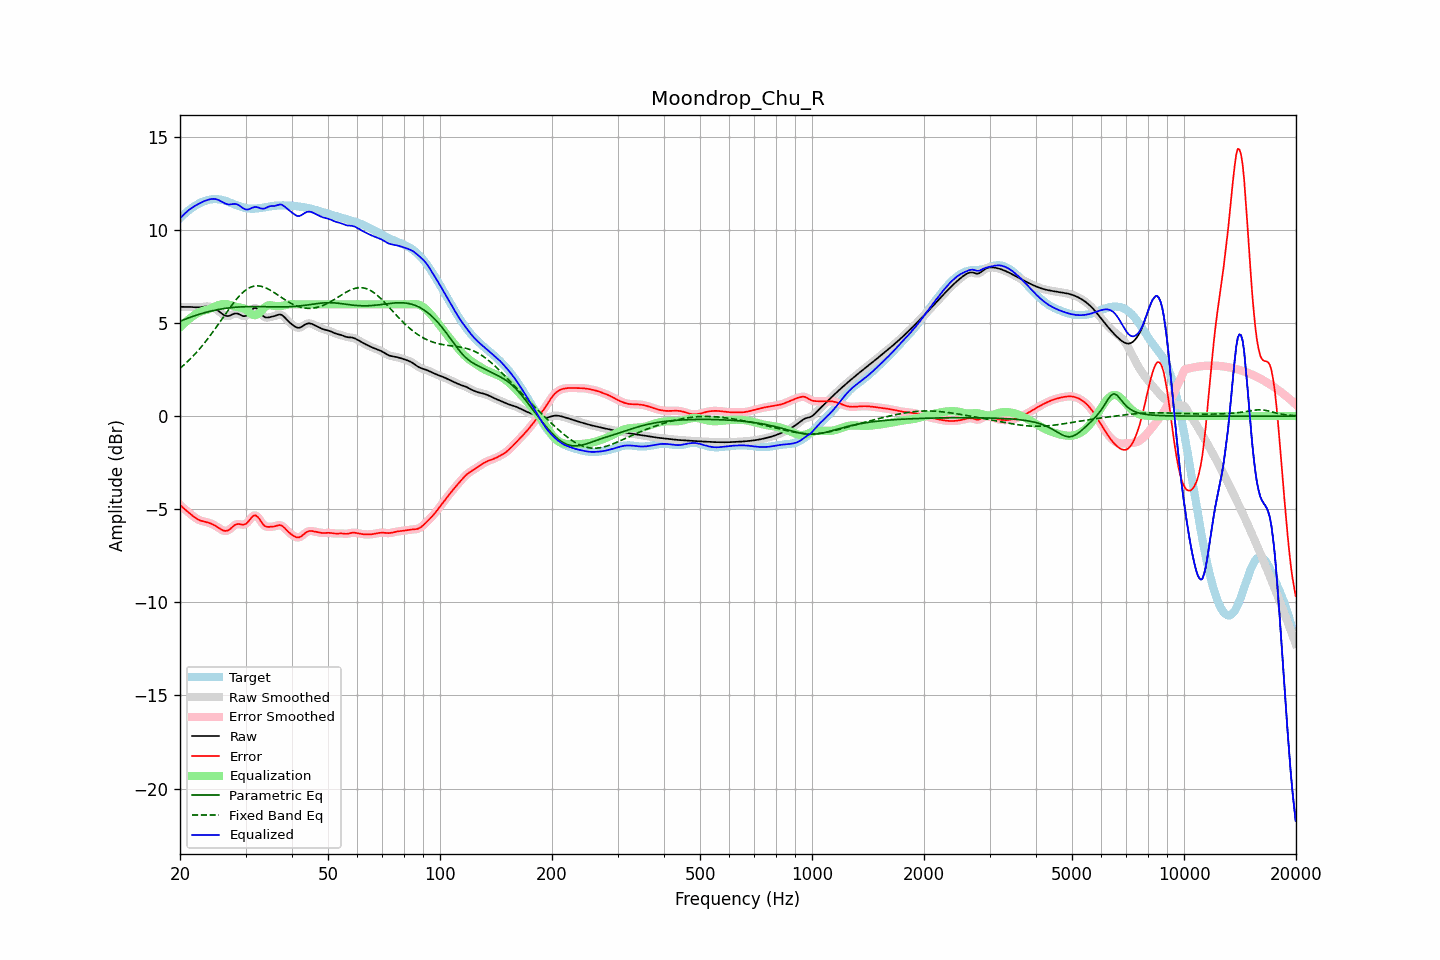 Moondrop_Chu_R
15
10
5
0
−5
−10
−15
−20
Amplitude (dBr)
Target
Raw Smoothed
Error Smoothed
Raw
Error
Equalization
Parametric Eq
Fixed Band Eq
Equalized
20 50 100 200 500 1000 2000 5000 10000 20000
Frequency (Hz)